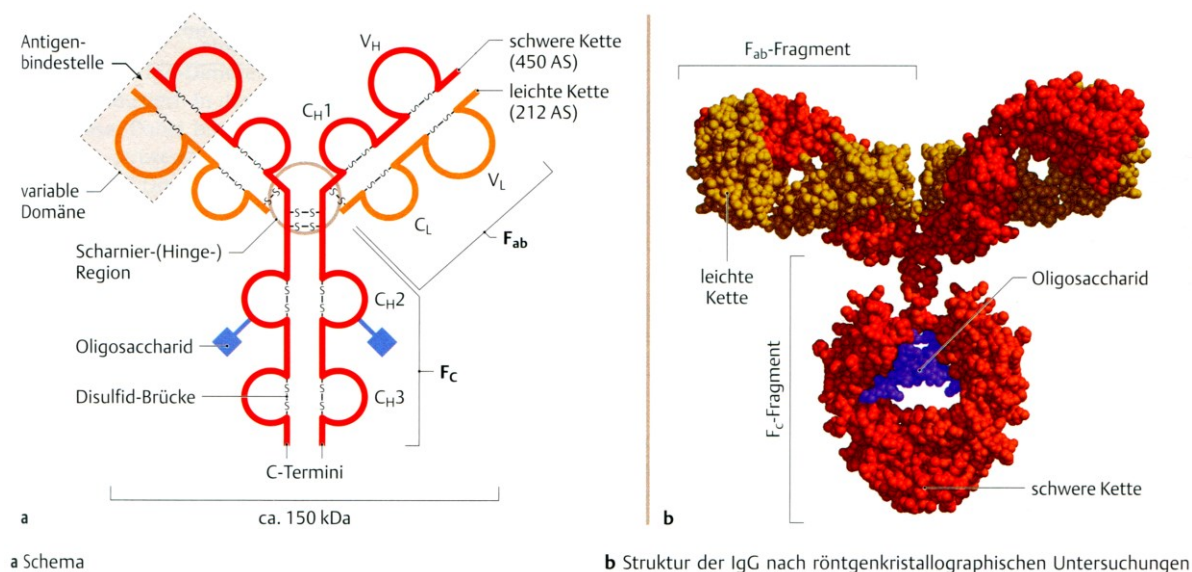 Antigen-
bindestelle
variable
Domäne
Scharnier-(Hinge-)
Region
Oligosaccharid
Disulfid-Brücke
V_H
C_H1
schwere Kette
(450 AS)
leichte Kette
(212 AS)
V_L
C_L
F_ab
C_H2
F_C
C_H3
S–S
S–S
–S–S–
–S–S–
–S–S–
–S–S–
–S–S–
–S–S–
–S–S–
–S–S–
–S–S–
–S–S–
C-Termini
ca. 150 kDa
a
F_ab-Fragment
leichte
Kette
Oligosaccharid
F_c-Fragment
schwere Kette
b
a Schema
b Struktur der IgG nach röntgenkristallographischen Untersuchungen